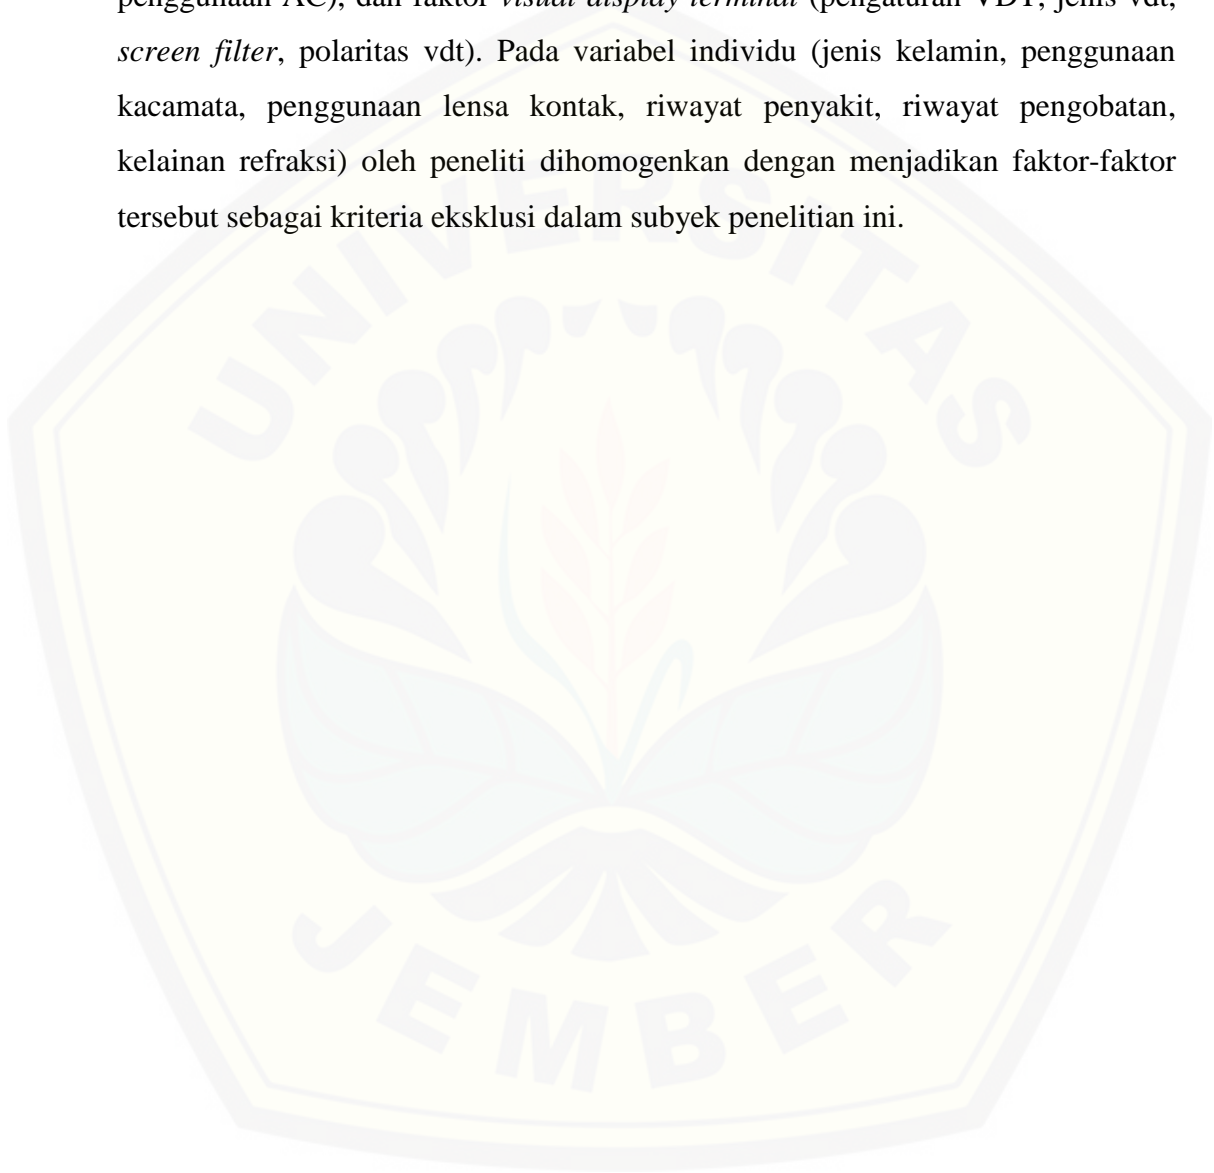 penggunaan AC), dan faktor visual display terminal (pengaturan VDT, jenis vdt,
screen filter, polaritas vdt). Pada variabel individu (jenis kelamin, penggunaan
kacamata, penggunaan lensa kontak, riwayat penyakit, riwayat pengobatan,
kelainan refraksi) oleh peneliti dihomogenkan dengan menjadikan faktor-faktor
tersebut sebagai kriteria eksklusi dalam subyek penelitian ini.
UNIVERSITAS
JEMBER